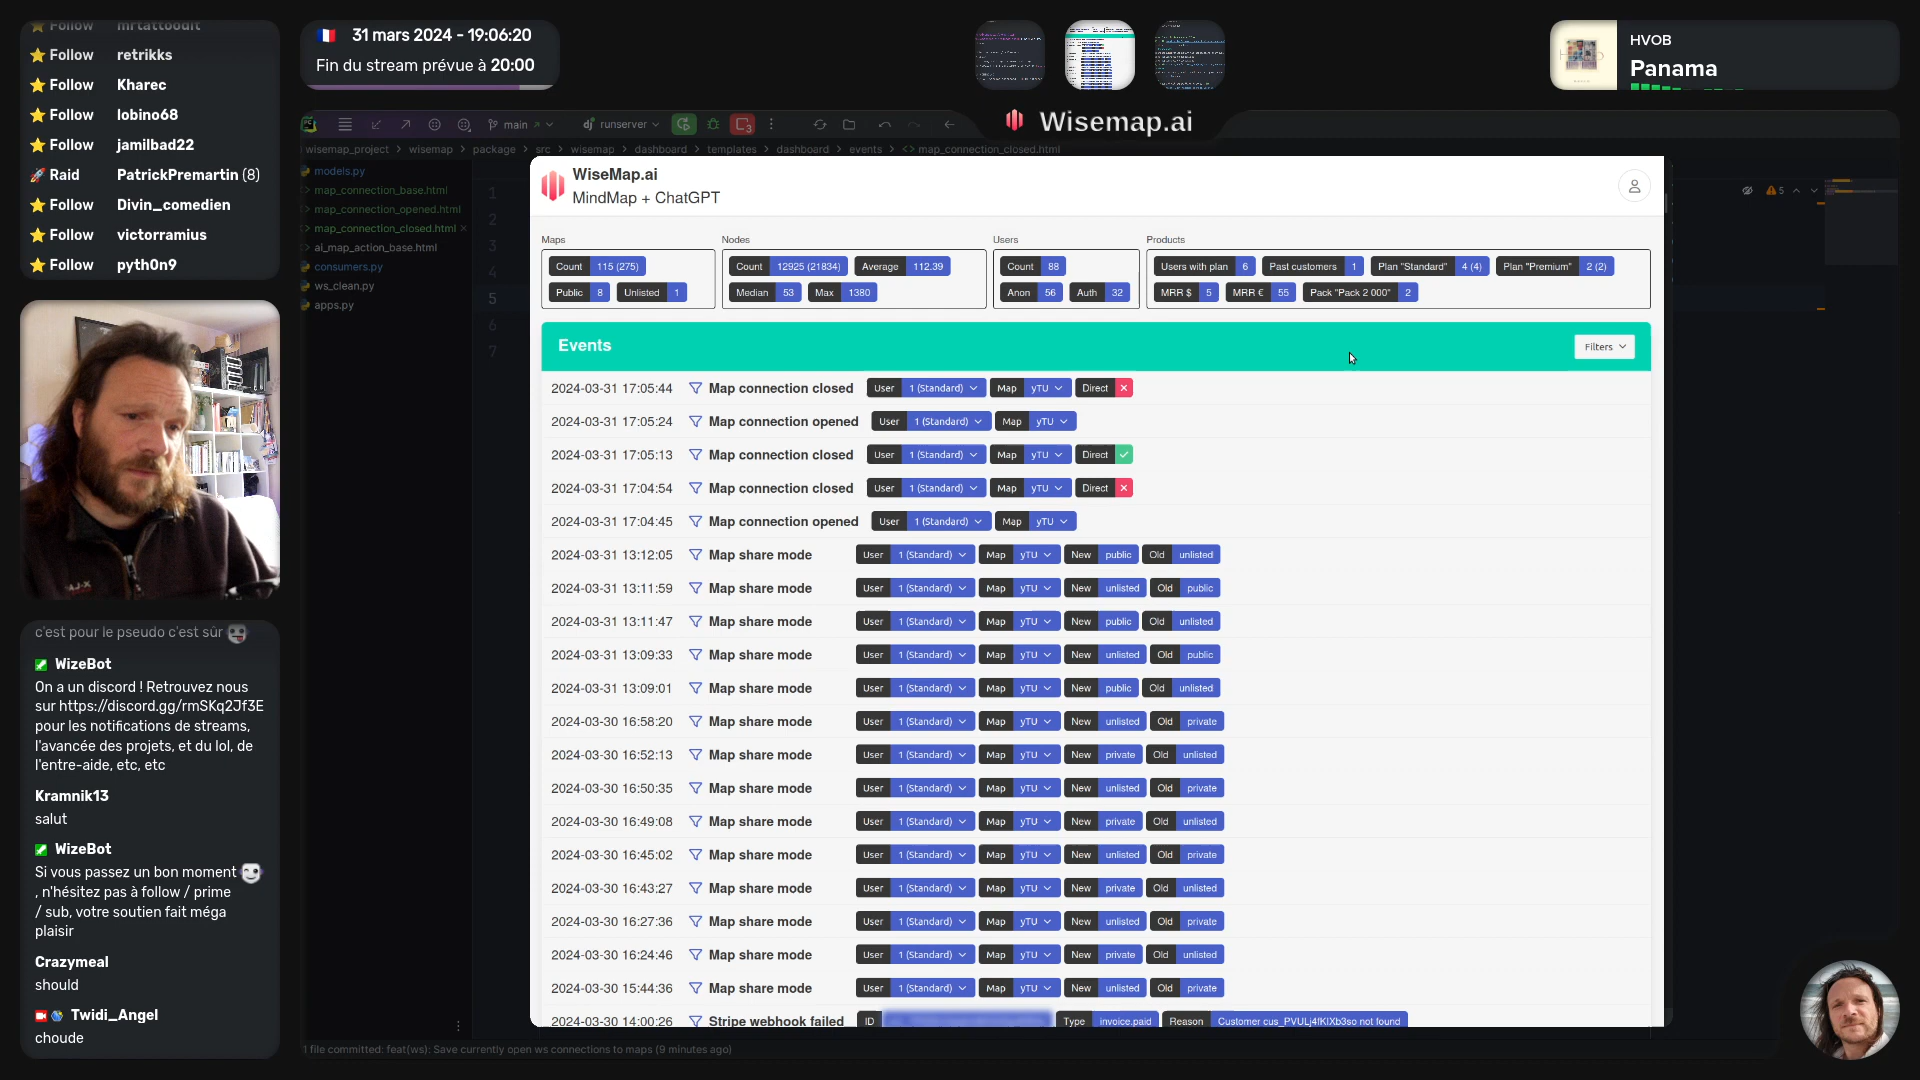 Follow mrtattoodit
Follow retrikks
Follow Kharec
Follow lobino68
Follow jamilbad22
Raid PatrickPremartin (8)
Follow Divin_comedien
Follow victorramius
Follow pyth0n9
31 mars 2024 - 19:06:20
Fin du stream prévue à 20:00
HVOB
Panama
Wisemap.ai
main
runserver
wisemap_project > wisemap > package > src > wisemap > dashboard > templates > dashboard > events > map_connection_closed.html
models.py
map_connection_base.html
map_connection_opened.html
map_connection_closed.html
ai_map_action_base.html
consumers.py
ws_clean.py
apps.py
1
2
3
4
5
6
7
5
WiseMap.ai
MindMap + ChatGPT
Maps
Count 115 (275)
Public 8 Unlisted 1
Nodes
Count 12925 (21834) Average 112.39
Median 53 Max 1380
Users
Count 88
Anon 56 Auth 32
Products
Users with plan 6 Past customers 1 Plan "Standard" 4 (4) Plan "Premium" 2 (2)
MRR $ 5 MRR € 55 Pack "Pack 2 000" 2
Events
Filters
2024-03-31 17:05:44 Map connection closed User 1 (Standard) Map yTU Direct
2024-03-31 17:05:24 Map connection opened User 1 (Standard) Map yTU
2024-03-31 17:05:13 Map connection closed User 1 (Standard) Map yTU Direct
2024-03-31 17:04:54 Map connection closed User 1 (Standard) Map yTU Direct
2024-03-31 17:04:45 Map connection opened User 1 (Standard) Map yTU
2024-03-31 13:12:05 Map share mode User 1 (Standard) Map yTU New public Old unlisted
2024-03-31 13:11:59 Map share mode User 1 (Standard) Map yTU New unlisted Old public
2024-03-31 13:11:47 Map share mode User 1 (Standard) Map yTU New public Old unlisted
2024-03-31 13:09:33 Map share mode User 1 (Standard) Map yTU New unlisted Old public
2024-03-31 13:09:01 Map share mode User 1 (Standard) Map yTU New public Old unlisted
2024-03-30 16:58:20 Map share mode User 1 (Standard) Map yTU New unlisted Old private
2024-03-30 16:52:13 Map share mode User 1 (Standard) Map yTU New private Old unlisted
2024-03-30 16:50:35 Map share mode User 1 (Standard) Map yTU New unlisted Old private
2024-03-30 16:49:08 Map share mode User 1 (Standard) Map yTU New private Old unlisted
2024-03-30 16:45:02 Map share mode User 1 (Standard) Map yTU New unlisted Old private
2024-03-30 16:43:27 Map share mode User 1 (Standard) Map yTU New private Old unlisted
2024-03-30 16:27:36 Map share mode User 1 (Standard) Map yTU New unlisted Old private
2024-03-30 16:24:46 Map share mode User 1 (Standard) Map yTU New private Old unlisted
2024-03-30 15:44:36 Map share mode User 1 (Standard) Map yTU New unlisted Old private
2024-03-30 14:00:26 Stripe webhook failed ID Type invoice.paid Reason Customer cus_PVULj4fKIXb3so not found
1 file committed: feat(ws): Save currently open ws connections to maps (9 minutes ago)
c'est pour le pseudo c'est sûr
WizeBot
On a un discord ! Retrouvez nous
sur https://discord.gg/rmSKq2Jf3E
pour les notifications de streams,
l'avancée des projets, et du lol, de
l'entre-aide, etc, etc
Kramnik13
salut
WizeBot
Si vous passez un bon moment
, n'hésitez pas à follow / prime
/ sub, votre soutien fait méga
plaisir
Crazymeal
should
Twidi_Angel
choude